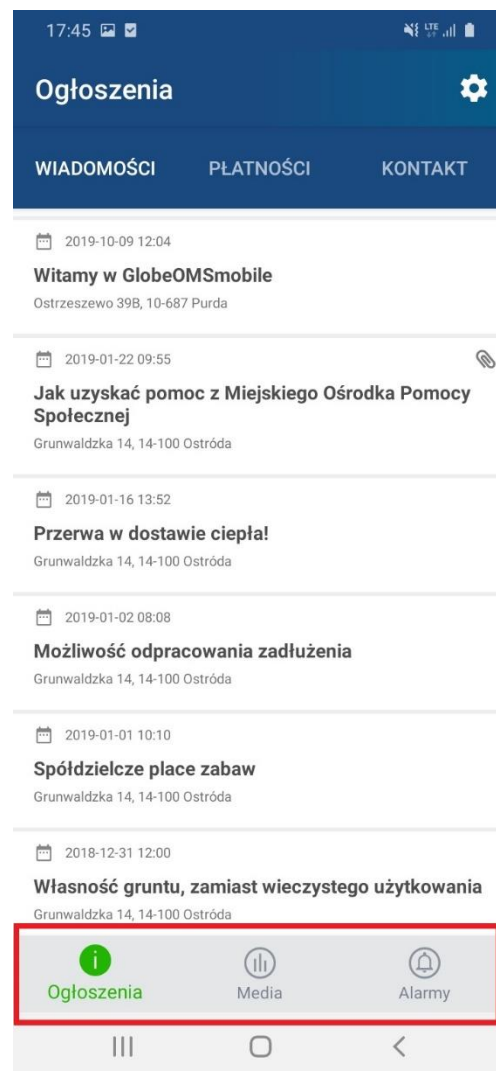 17:45
LTE
Ogłoszenia
WIADOMOŚCI PŁATNOŚCI KONTAKT
2019-10-09 12:04
Witamy w GlobeOMSmobile
Ostrzeszewo 39B, 10-687 Purda
2019-01-22 09:55
Jak uzyskać pomoc z Miejskiego Ośrodka Pomocy
Społecznej
Grunwaldzka 14, 14-100 Ostróda
2019-01-16 13:52
Przerwa w dostawie ciepła!
Grunwaldzka 14, 14-100 Ostróda
2019-01-02 08:08
Możliwość odpracowania zadłużenia
Grunwaldzka 14, 14-100 Ostróda
2019-01-01 10:10
Spółdzielcze place zabaw
Grunwaldzka 14, 14-100 Ostróda
2018-12-31 12:00
Własność gruntu, zamiast wieczystego użytkowania
Grunwaldzka 14, 14-100 Ostróda
Ogłoszenia Media Alarmy